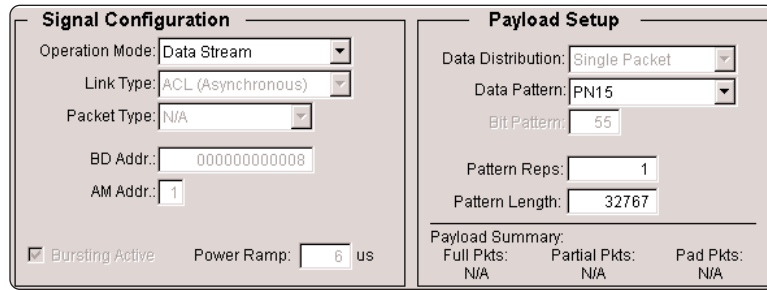 Signal Configuration
Operation Mode: Data Stream
Link Type: ACL (Asynchronous)
Packet Type: N/A
BD Addr.: 000000000008
AM Addr.: 1
Bursting Active Power Ramp: 6 us
Payload Setup
Data Distribution: Single Packet
Data Pattern: PN15
Bit Pattern: 55
Pattern Reps: 1
Pattern Length: 32767
Payload Summary:
Full Pkts: Partial Pkts: Pad Pkts:
N/A N/A N/A